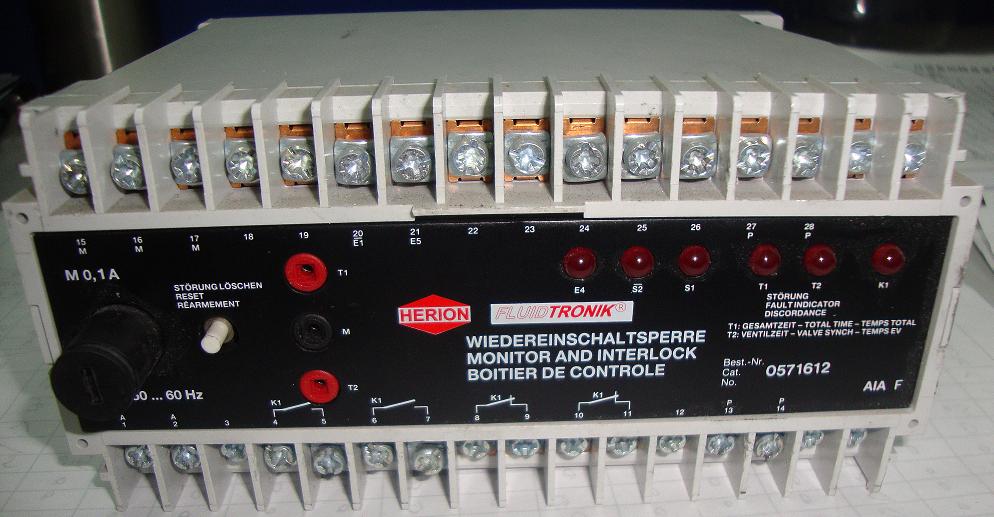 15 16 17 18 19 20 21 22 23 24 25 26 27 28
M M M E1 E5 P P
M 0,1A
STÖRUNG LÖSCHEN
RESET
RÉARMEMENT
T1
M
T2
HERION
FLUIDTRONIK®
WIEDEREINSCHALTSPERRE
MONITOR AND INTERLOCK
BOITIER DE CONTROLE
E4 S2 S1 T1 T2 K1
STÖRUNG
FAULT INDICATOR
DISCORDANCE
T1: GESAMTZEIT – TOTAL TIME – TEMPS TOTAL
T2: VENTILZEIT – VALVE SYNCH – TEMPS EV
Best.-Nr.
Cat. 0571612
No.
AIA F
... 60 Hz
K1 K1 K1 K1
A A P P
1 2 3 4 5 6 7 8 9 10 11 12 13 14